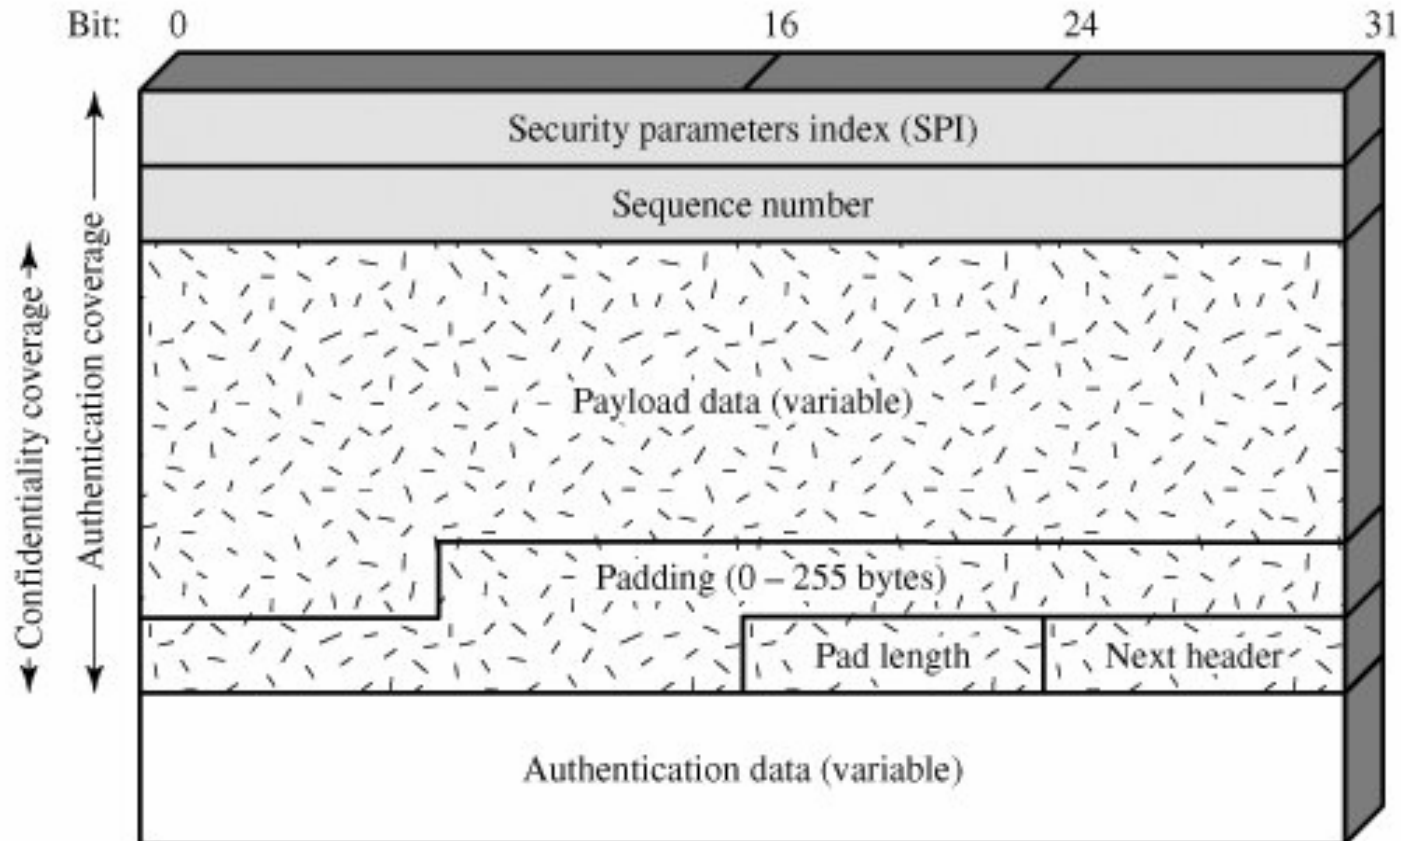 Bit: 0 16 24 31
Security parameters index (SPI)
Sequence number
Payload data (variable)
Padding (0 – 255 bytes)
Pad length Next header
Authentication data (variable)
Confidentiality coverage
Authentication coverage